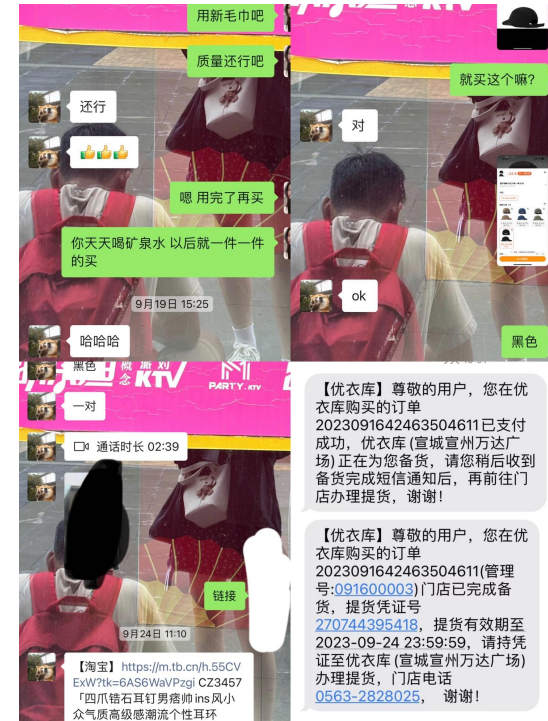 用新毛巾吧
质量还行吧
还行
👍👍👍
嗯 用完了再买
你天天喝矿泉水 以后就一件一件
的买
9月19日 15:25
哈哈哈
KTV
就买这个嘛?
对
ok
黑色
概念 派对
KTV
PARTY.KTV
黑色
一对
通话时长 02:39
链接
9月24日 11:10
【淘宝】https://m.tb.cn/h.55CV
ExW?tk=6AS6WaVPzgi CZ3457
「四爪锆石耳钉男痞帅ins风小
众气质高级感潮流个性耳环
【优衣库】尊敬的用户，您在优
衣库购买的订单
2023091642463504611已支付
成功，优衣库 (宣城宣州万达广
场) 正在为您备货，请您稍后收到
备货完成短信通知后，再前往门
店办理提货，谢谢！
【优衣库】尊敬的用户，您在优
衣库购买的订单
2023091642463504611(管理
号:091600003)门店已完成备
货，提货凭证号
270744395418，提货有效期至
2023-09-24 23:59:59，请持凭
证至优衣库 (宣城宣州万达广场)
办理提货，门店电话
0563-2828025， 谢谢！